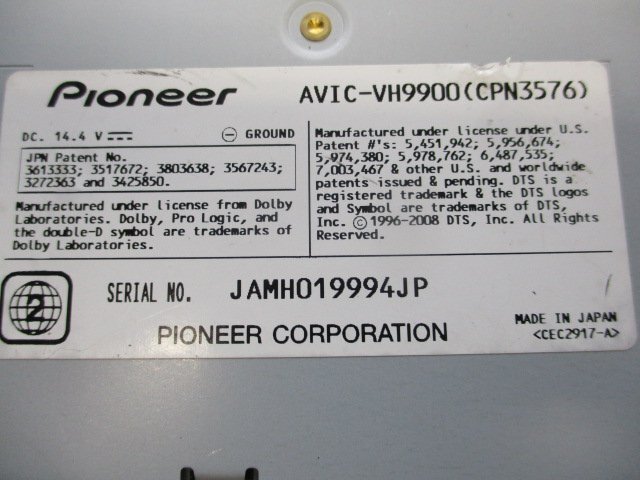 Pioneer
AVIC-VH9900(CPN3576)
DC. 14.4 V
GROUND
JPN Patent No.
3613333; 3517672; 3803638; 3567243;
3272363 and 3425850.
Manufactured under license from Dolby
Laboratories. Dolby, Pro Logic, and
the double-D symbol are trademarks of
Dolby Laboratories.
Manufactured under license under U.S.
Patent #'s: 5,451,942; 5,956,674;
5,974,380; 5,978,762; 6,487,535;
7,003,467 & other U.S. and worldwide
patents issued & pending. DTS is a
registered trademark & the DTS logos
and Symbol are trademarks of DTS,
Inc. ©1996-2008 DTS, Inc. All Rights
Reserved.
2
SERIAL NO. JAMH019994JP
PIONEER CORPORATION
MADE IN JAPAN
<CEC2917-A>